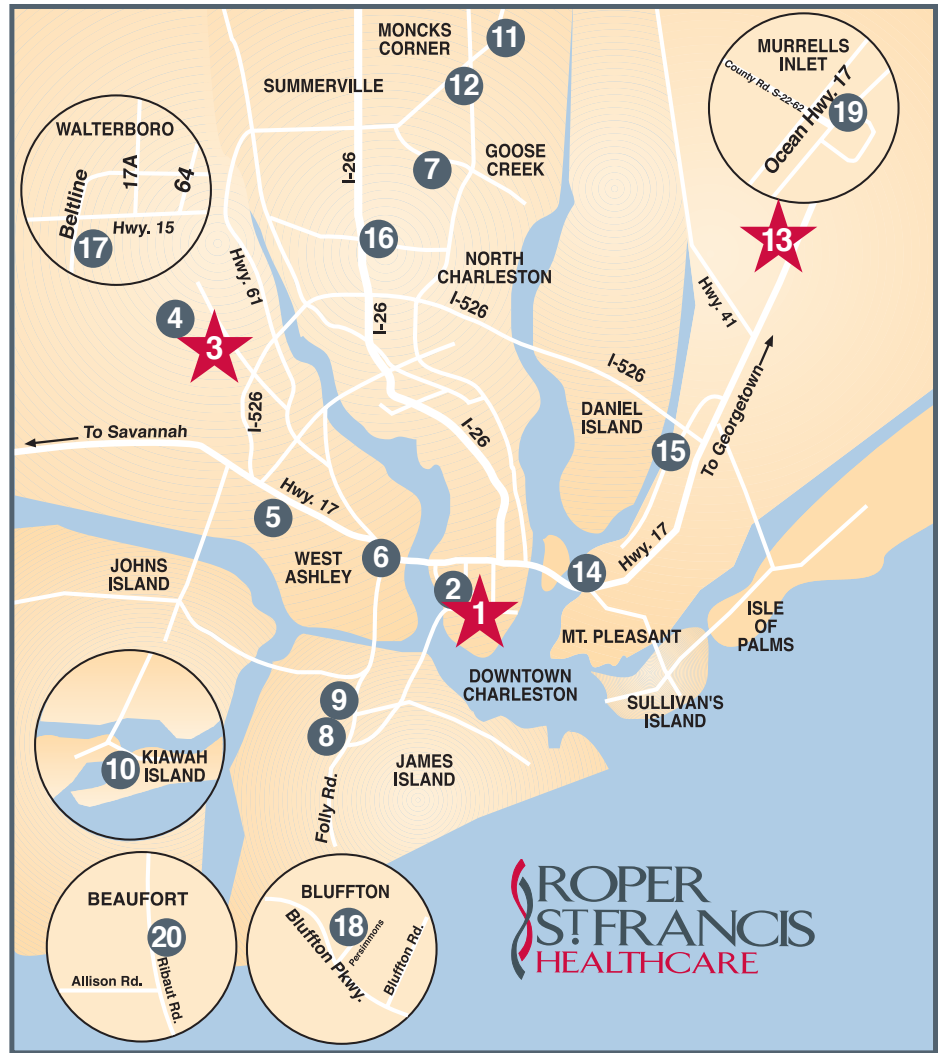 MONCKS
CORNER
11
SUMMERVILLE
12
MURRELLS
INLET
County Rd. S-22-62
Ocean Hwy. 17
19
WALTERBORO
17A
64
Beltline
Hwy. 15
17
I-26
7
GOOSE
CREEK
16
13
NORTH
CHARLESTON
Hwy. 61
I-526
Hwy. 41
4
3
I-26
I-526
I-526
DANIEL
ISLAND
To Georgetown
To Savannah
I-26
15
Hwy. 17
5
Hwy. 17
WEST
ASHLEY
6
JOHNS
ISLAND
2
1
14
MT. PLEASANT
ISLE
OF
PALMS
DOWNTOWN
CHARLESTON
SULLIVAN'S
ISLAND
9
8
KIAWAH
ISLAND
10
JAMES
ISLAND
Folly Rd.
BEAUFORT
20
Allison Rd.
Ribaut Rd.
BLUFFTON
18
Persimmons
Bluffton Pkwy.
Bluffton Rd.
ROPER
ST. FRANCIS
HEALTHCARE